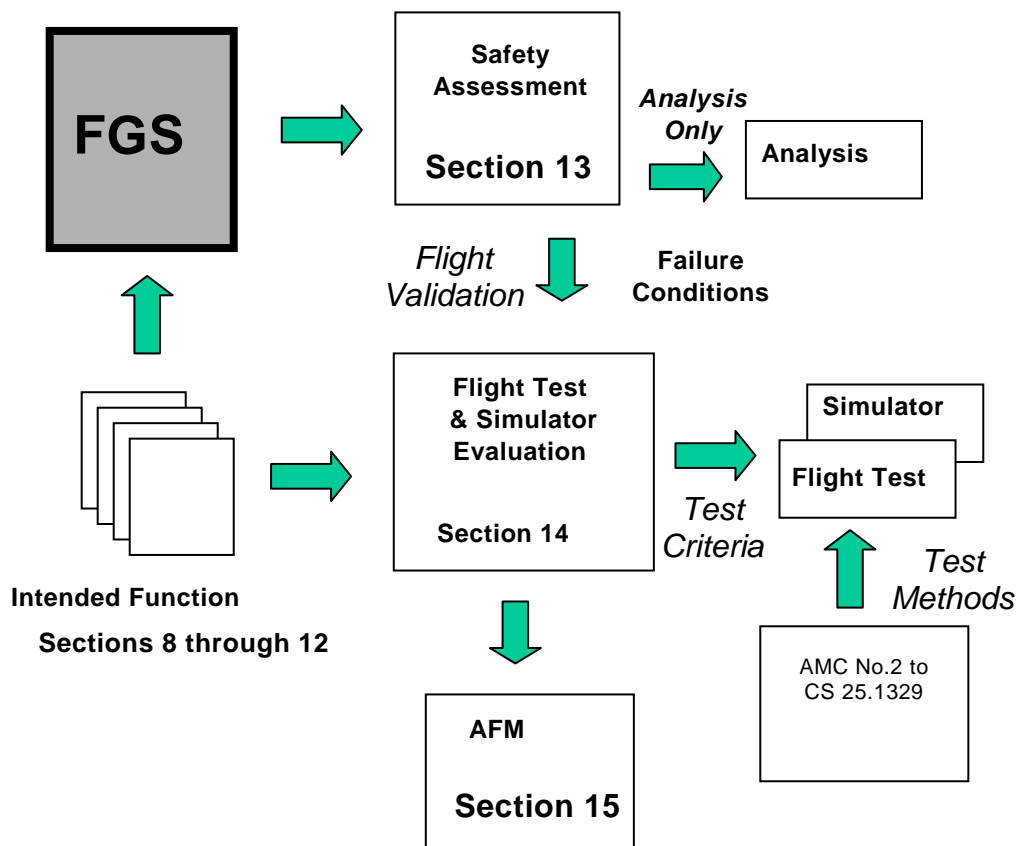 FGS
Safety
Assessment
Section 13
Analysis
Only
Analysis
Flight
Validation
Failure
Conditions
Flight Test
& Simulator
Evaluation
Section 14
Simulator
Flight Test
Test
Criteria
Test
Methods
Intended Function
Sections 8 through 12
AMC No.2 to
CS 25.1329
AFM
Section 15